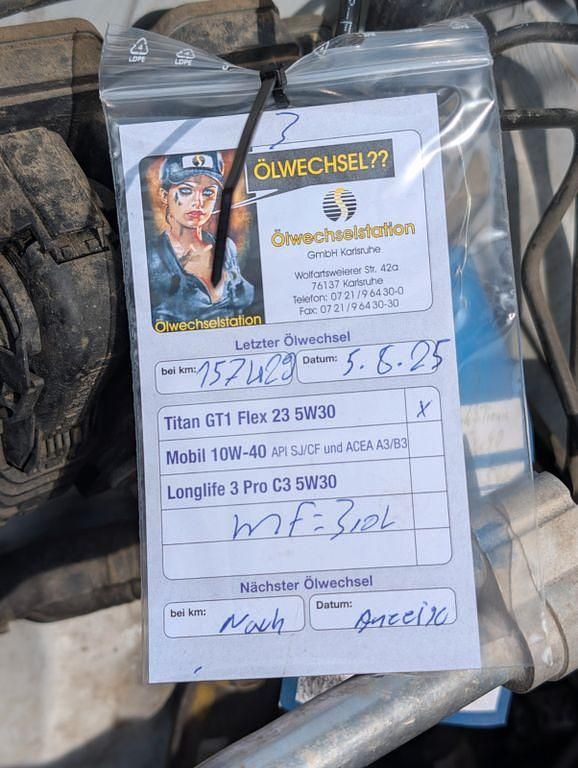 LDPE
LDPE
3
ÖLWECHSEL??
Ölwechselstation
GmbH Karlsruhe
Wolfartsweierer Str. 42a
76137 Karlsruhe
Telefon: 07 21 / 9 64 30-0
Fax: 07 21 / 9 64 30-30
Ölwechselstation
Letzter Ölwechsel
bei km: 157429 Datum: 5.8.25
Titan GT1 Flex 23 5W30 X
Mobil 10W-40 API SJ/CF und ACEA A3/B3
Longlife 3 Pro C3 5W30
MF=3,0L
Nächster Ölwechsel
bei km: Nach Datum: Anzeige